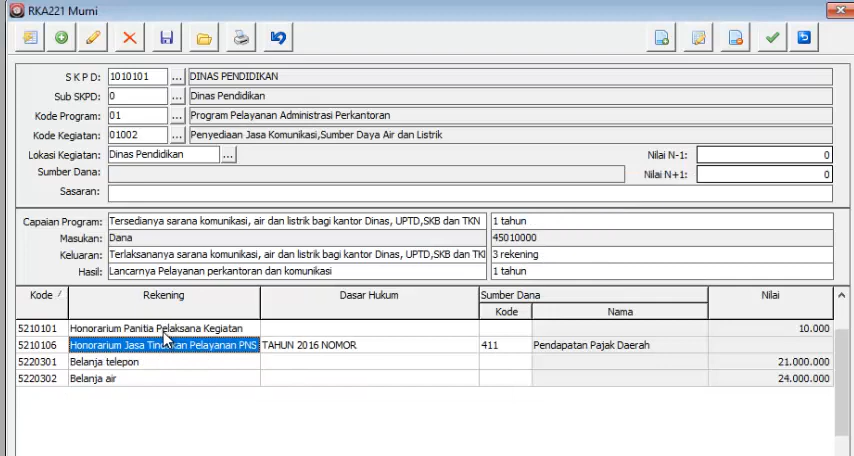 RKA221 Murni
S K P D: 1010101 ... DINAS PENDIDIKAN
Sub SKPD: 0 ... Dinas Pendidikan
Kode Program: 01 ... Program Pelayanan Administrasi Perkantoran
Kode Kegiatan: 01002 ... Penyediaan Jasa Komunikasi,Sumber Daya Air dan Listrik
Lokasi Kegiatan: Dinas Pendidikan ... Nilai N-1: 0
Sumber Dana: Nilai N+1: 0
Sasaran:
Capaian Program: Tersedianya sarana komunikasi, air dan listrik bagi kantor Dinas, UPTD,SKB dan TKN 1 tahun
Masukan: Dana 45010000
Keluaran: Terlaksananya sarana komunikasi, air dan listrik bagi kantor Dinas, UPTD,SKB dan TKI 3 rekening
Hasil: Lancarnya Pelayanan perkantoran dan komunikasi 1 tahun
Kode Rekening Dasar Hukum Sumber Dana Nilai
Kode Nama
5210101 Honorarium Panitia Pelaksana Kegiatan 10.000
5210106 Honorarium Jasa Tindakan Pelayanan PNS TAHUN 2016 NOMOR 411 Pendapatan Pajak Daerah
5220301 Belanja telepon 21.000.000
5220302 Belanja air 24.000.000